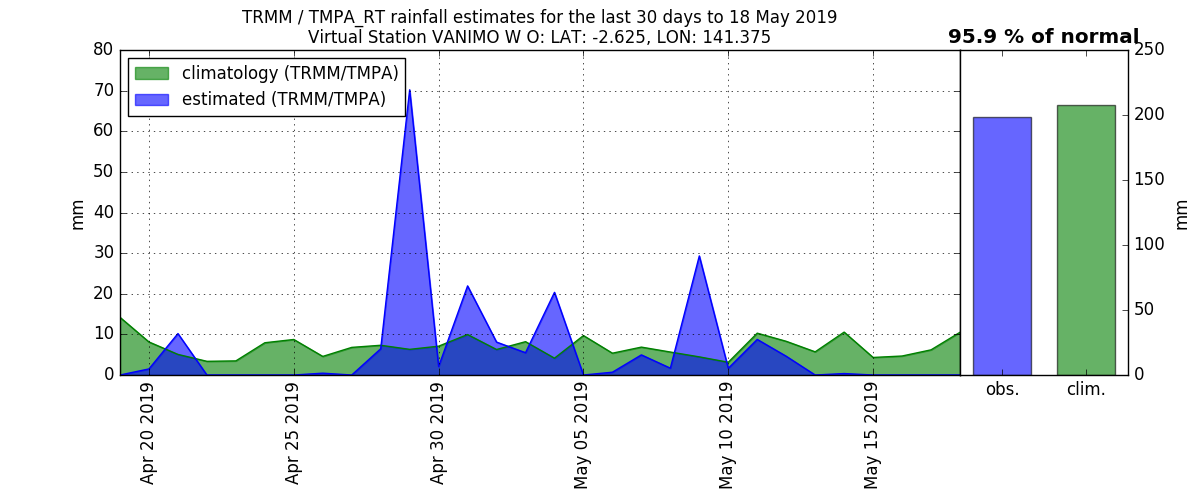 TRMM / TMPA_RT rainfall estimates for the last 30 days to 18 May 2019
Virtual Station VANIMO W O: LAT: -2.625, LON: 141.375
95.9 % of normal
climatology (TRMM/TMPA)
estimated (TRMM/TMPA)
80
70
60
50
40
30
20
10
0
mm
Apr 20 2019
Apr 25 2019
Apr 30 2019
May 05 2019
May 10 2019
May 15 2019
250
200
150
100
50
0
mm
obs.
clim.